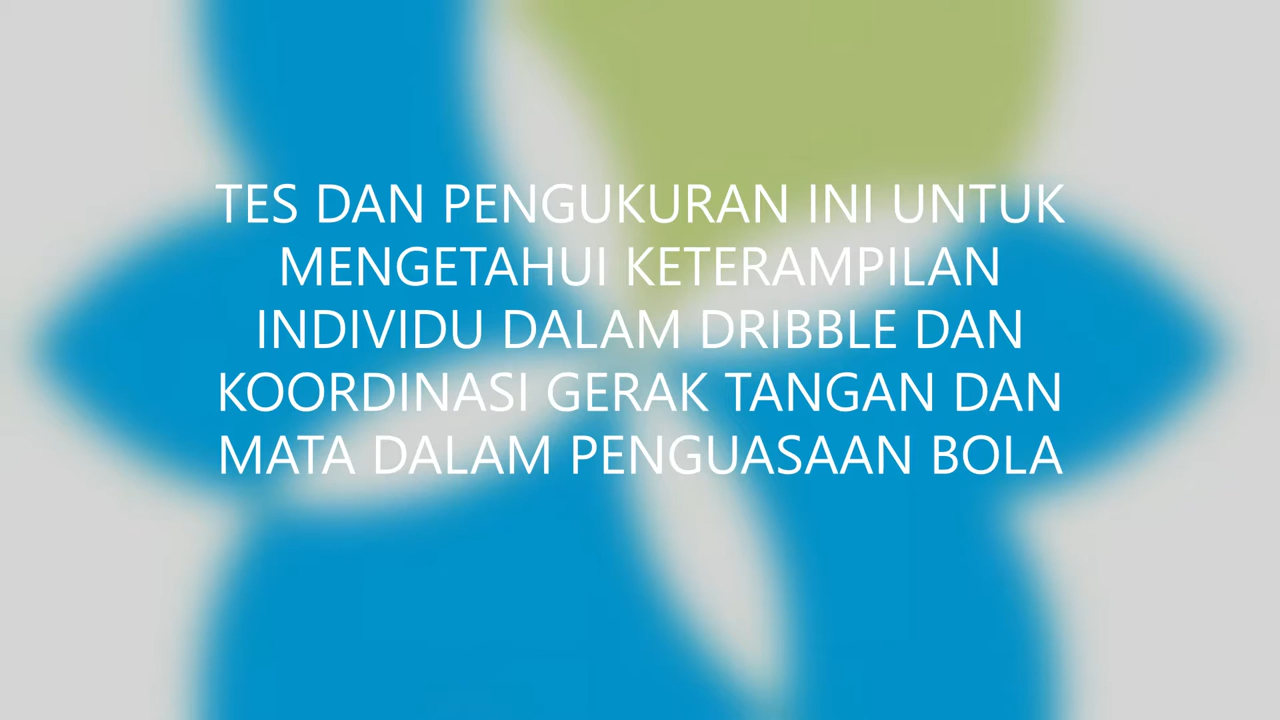 TES DAN PENGUKURAN INI UNTUK
MENGETAHUI KETERAMPILAN
INDIVIDU DALAM DRIBBLE DAN
KOORDINASI GERAK TANGAN DAN
MATA DALAM PENGUASAAN BOLA